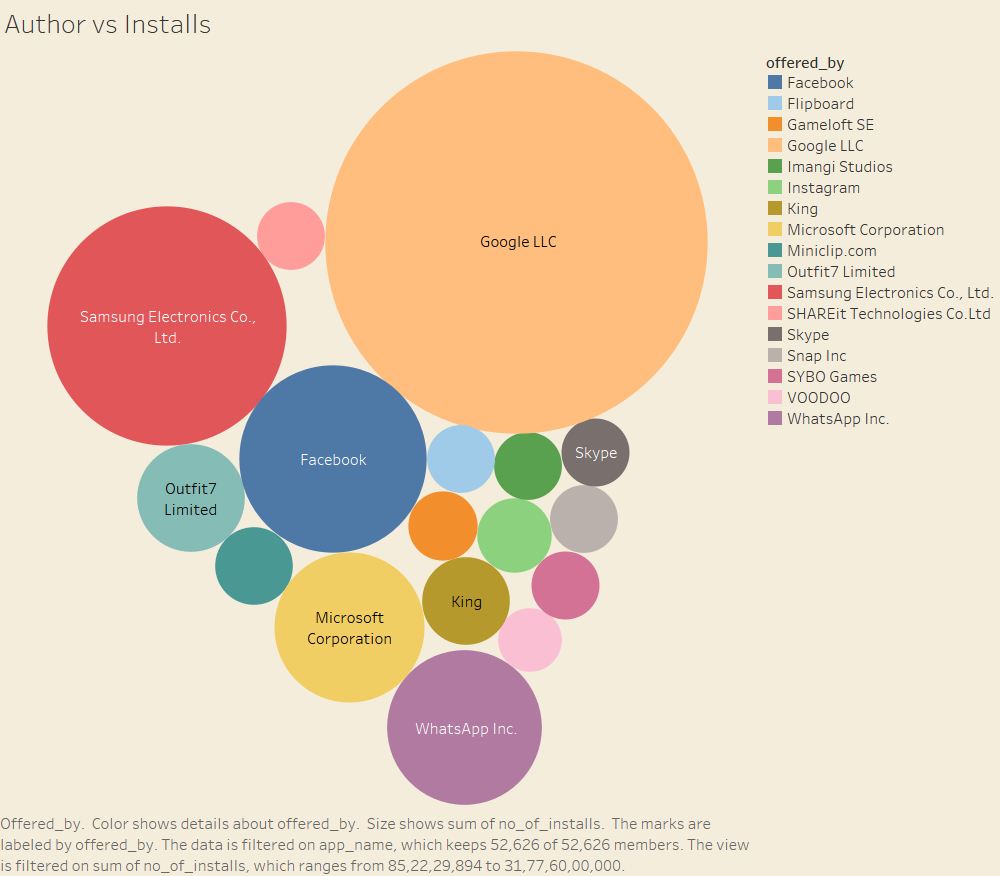 Author vs Installs
offered_by
Facebook
Flipboard
Gameloft SE
Google LLC
Imangi Studios
Instagram
King
Microsoft Corporation
Miniclip.com
Outfit7 Limited
Samsung Electronics Co., Ltd.
SHAREit Technologies Co.Ltd
Skype
Snap Inc
SYBO Games
VOODOO
WhatsApp Inc.
Google LLC
Samsung Electronics Co.,
Ltd.
Facebook
Skype
Outfit7
Limited
King
Microsoft
Corporation
WhatsApp Inc.
Offered_by.  Color shows details about offered_by.  Size shows sum of no_of_installs.  The marks are
labeled by offered_by. The data is filtered on app_name, which keeps 52,626 of 52,626 members. The view
is filtered on sum of no_of_installs, which ranges from 85,22,29,894 to 31,77,60,00,000.